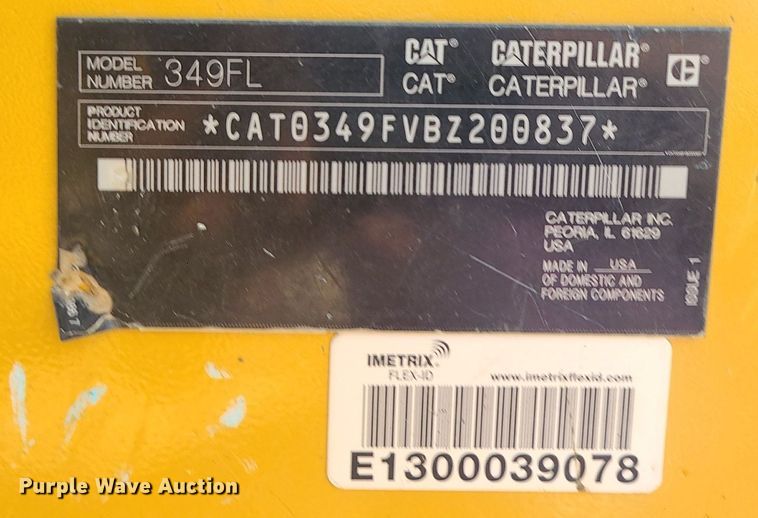 MODEL NUMBER 349FL
CAT® CATERPILLAR®
CAT® CATERPILLAR®
PRODUCT IDENTIFICATION NUMBER *CAT0349FVBZ200837*
CATERPILLAR INC.
PEORIA, IL 61629
USA
MADE IN USA
OF DOMESTIC AND
FOREIGN COMPONENTS
ISSUE 1
IMETRIX
FLEX-ID
www.imetrixflexid.com
E1300039078
Purple Wave Auction